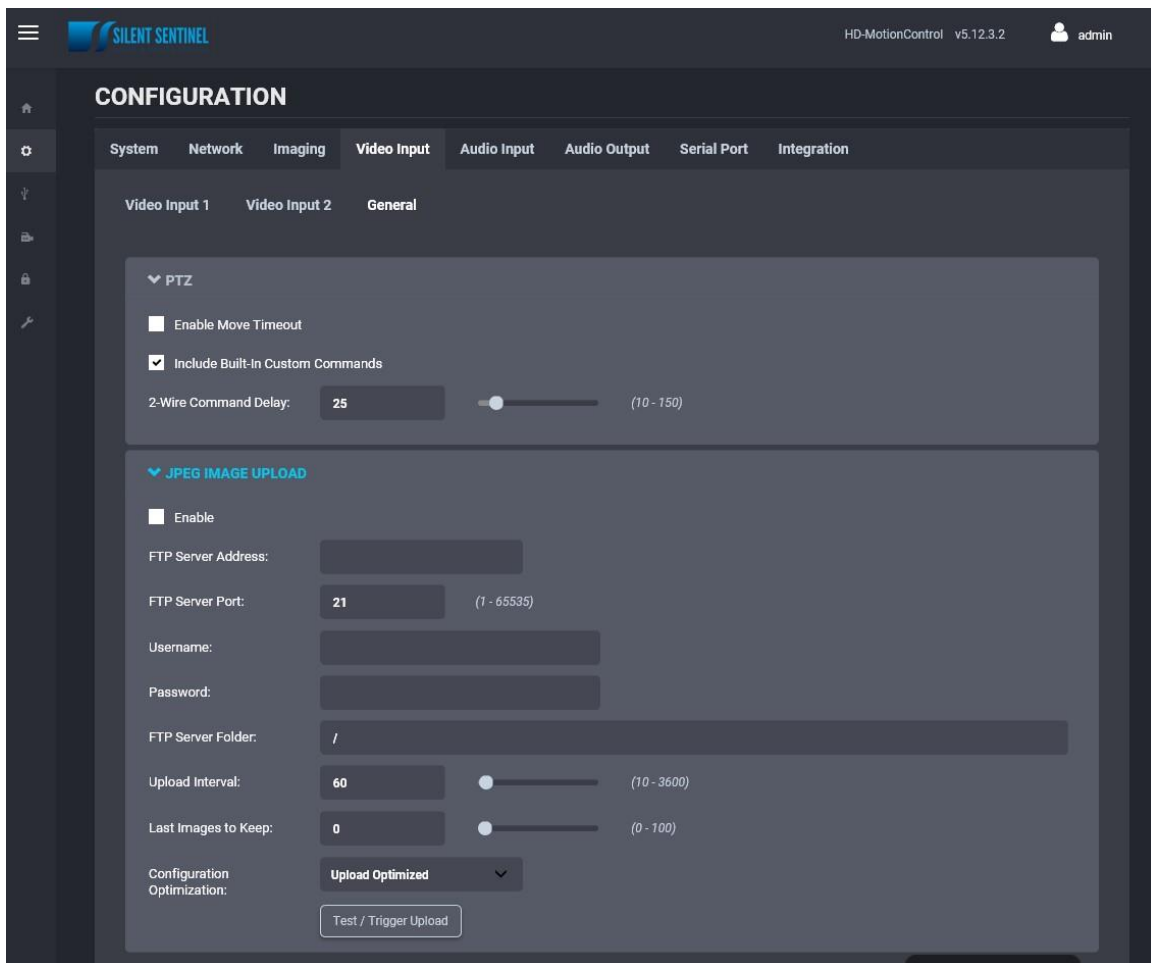 SILENT SENTINEL
HD-MotionControl v5.12.3.2 admin
CONFIGURATION
System Network Imaging Video Input Audio Input Audio Output Serial Port Integration
Video Input 1 Video Input 2 General
PTZ
Enable Move Timeout
Include Built-In Custom Commands
2-Wire Command Delay: 25 (10 - 150)
JPEG IMAGE UPLOAD
Enable
FTP Server Address:
FTP Server Port: 21 (1 - 65535)
Username:
Password:
FTP Server Folder: /
Upload Interval: 60 (10 - 3600)
Last Images to Keep: 0 (0 - 100)
Configuration
Optimization: Upload Optimized
Test / Trigger Upload